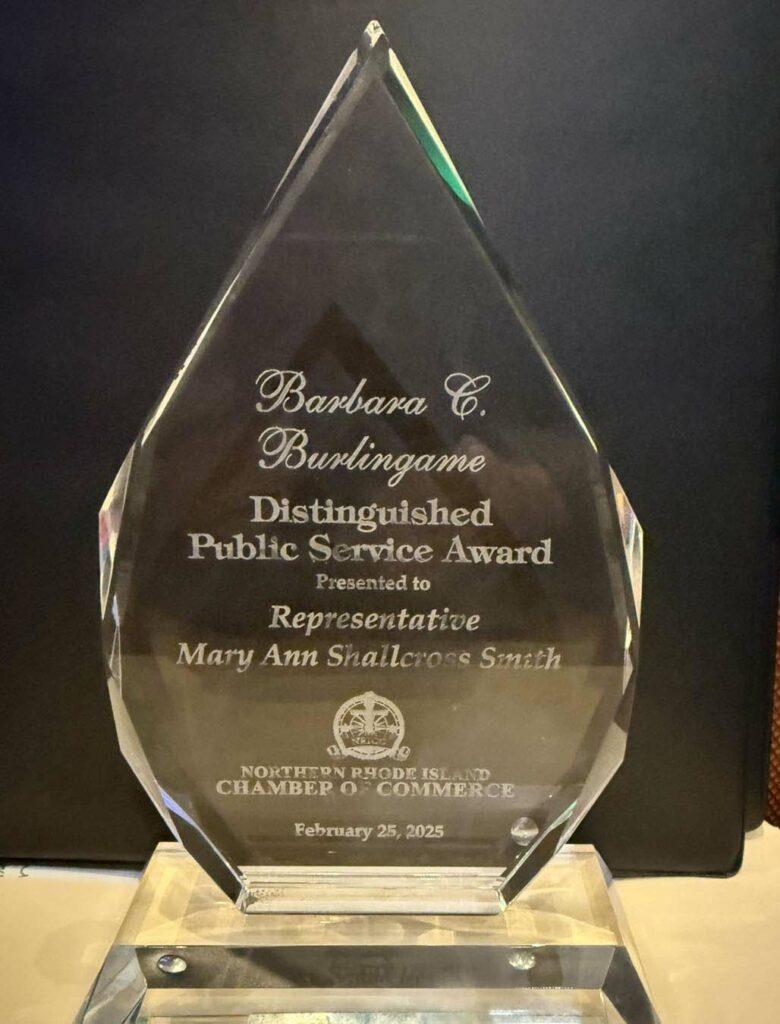 Barbara C.
Burlingame
Distinguished
Public Service Award
Presented to
Representative
Mary Ann Shallcross Smith
NRICC
NORTHERN RHODE ISLAND
CHAMBER OF COMMERCE
February 25, 2025